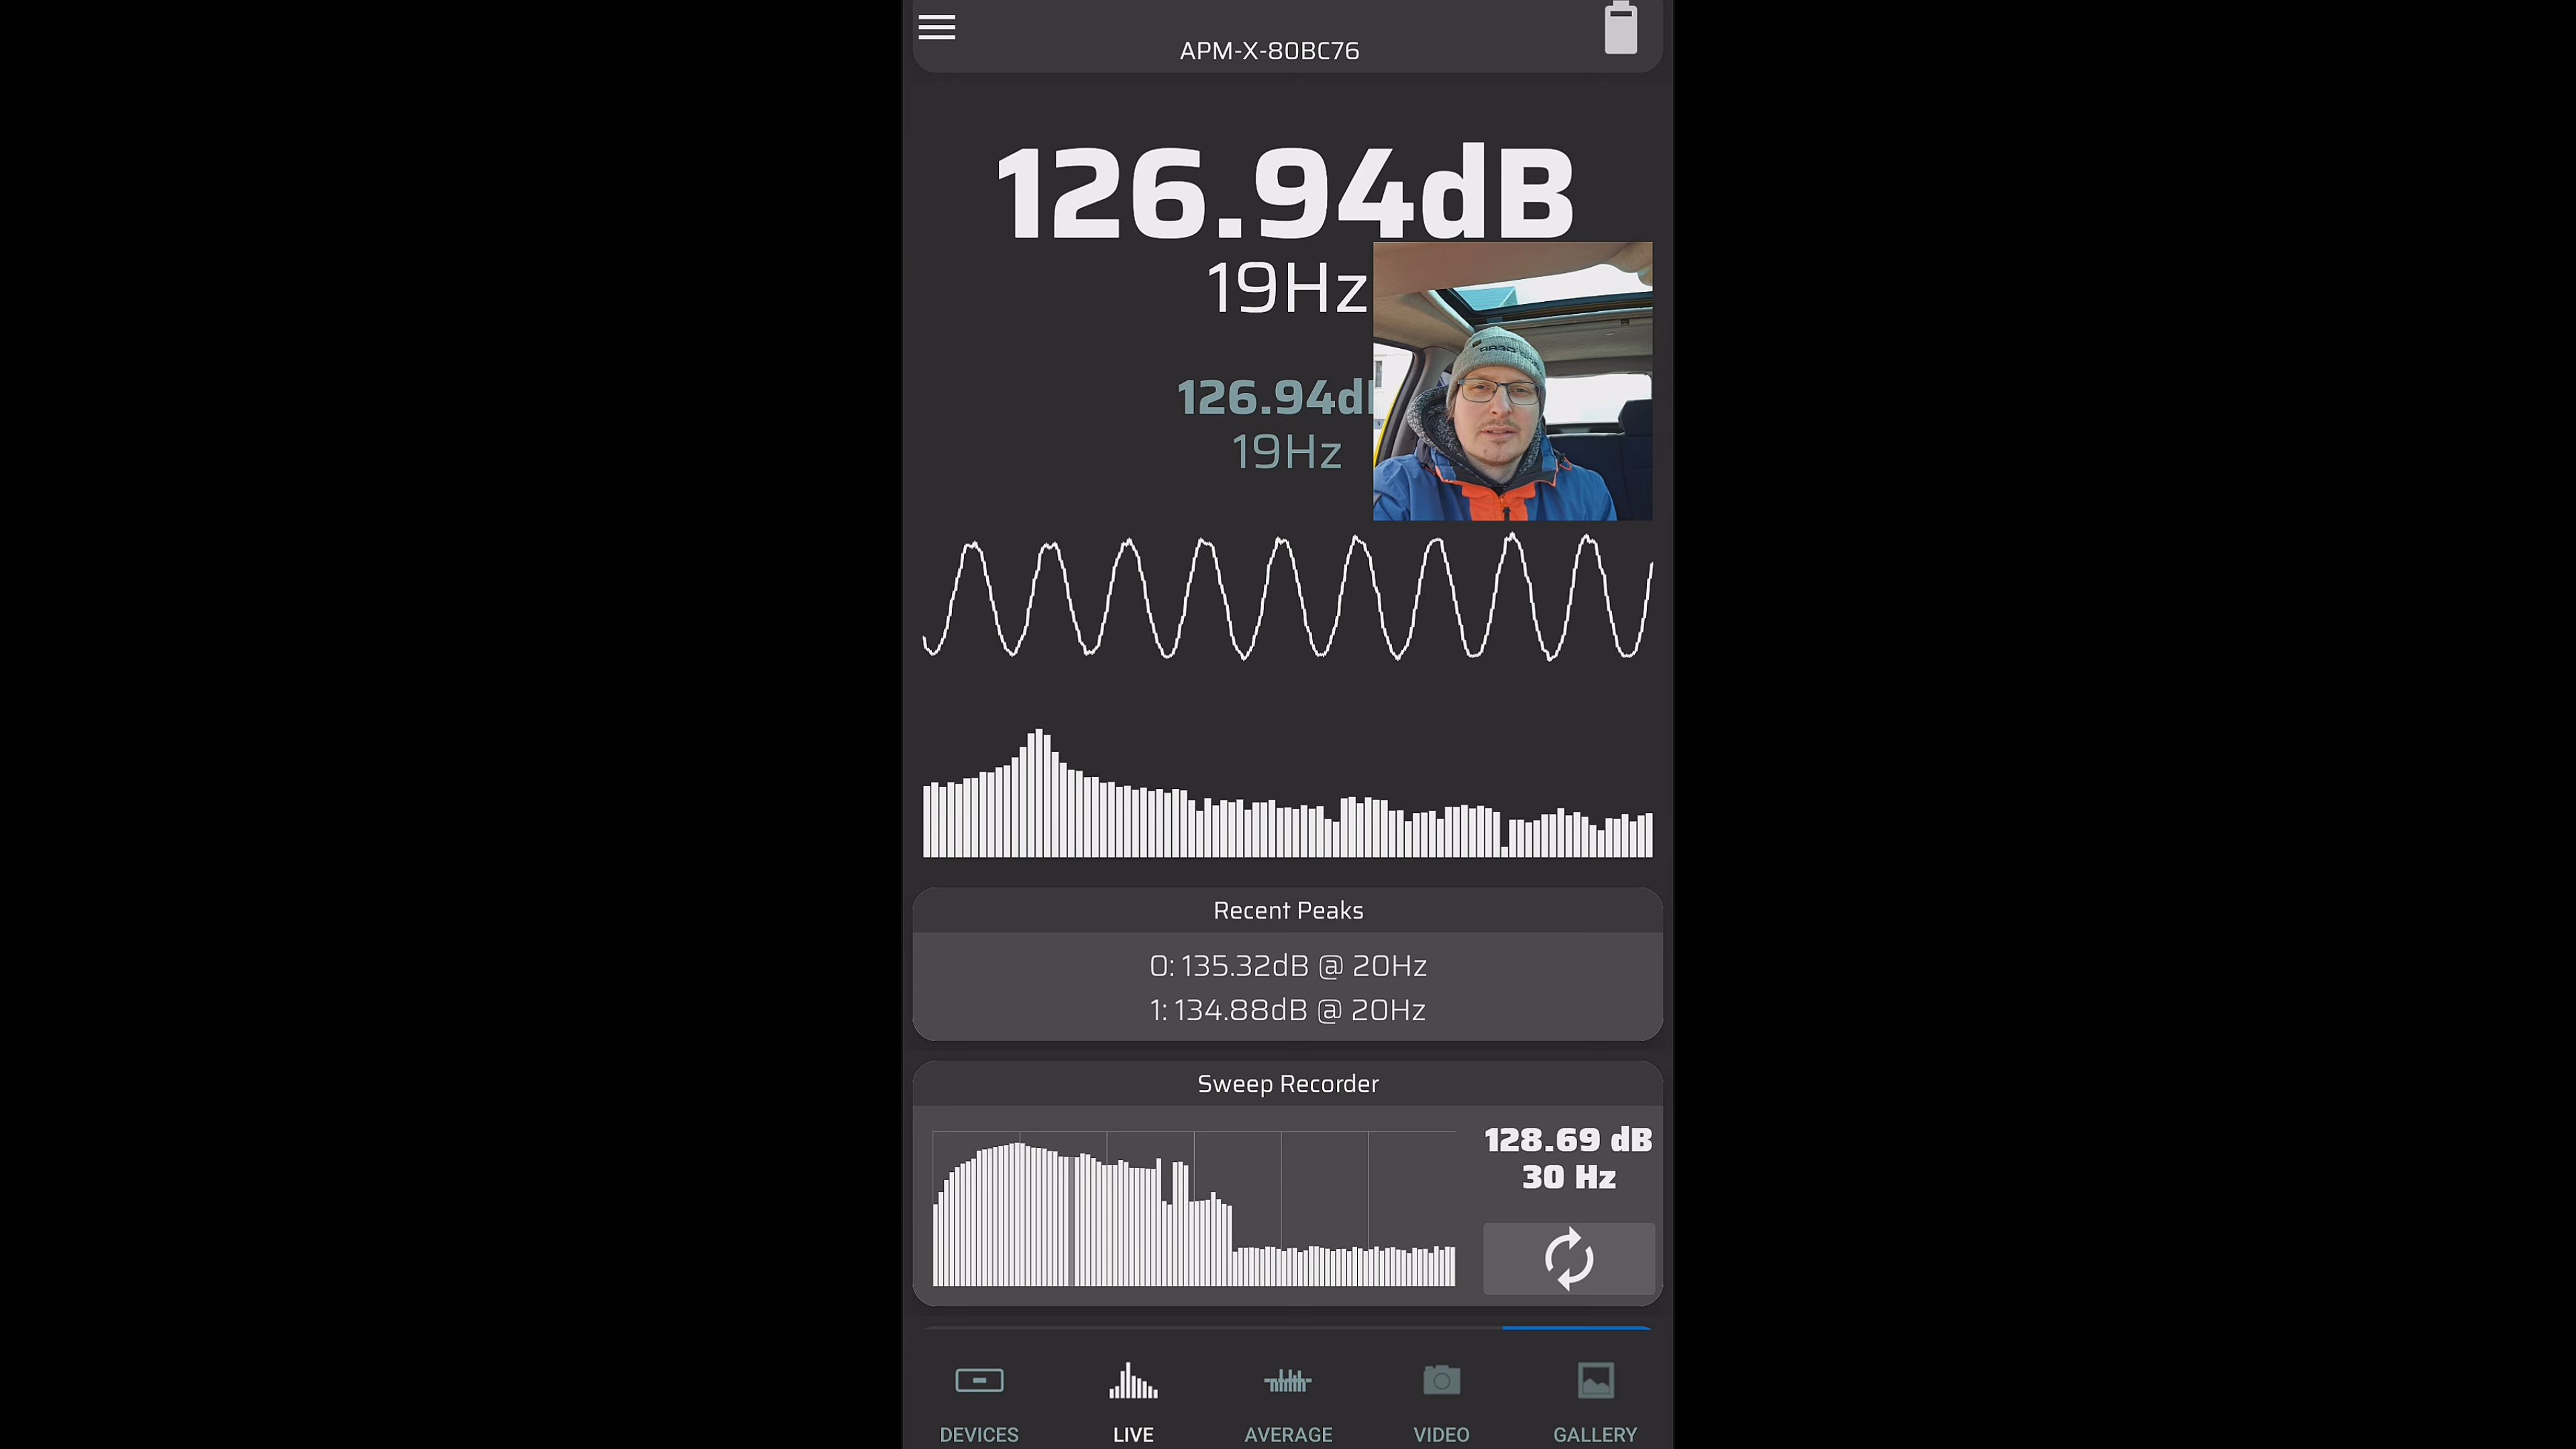 APM-X-80BC76
126.94dB
19Hz
126.94d
19Hz
Recent Peaks
0: 135.32dB @ 20Hz
1: 134.88dB @ 20Hz
Sweep Recorder
128.69 dB
30 Hz
DEVICES
LIVE
AVERAGE
VIDEO
GALLERY